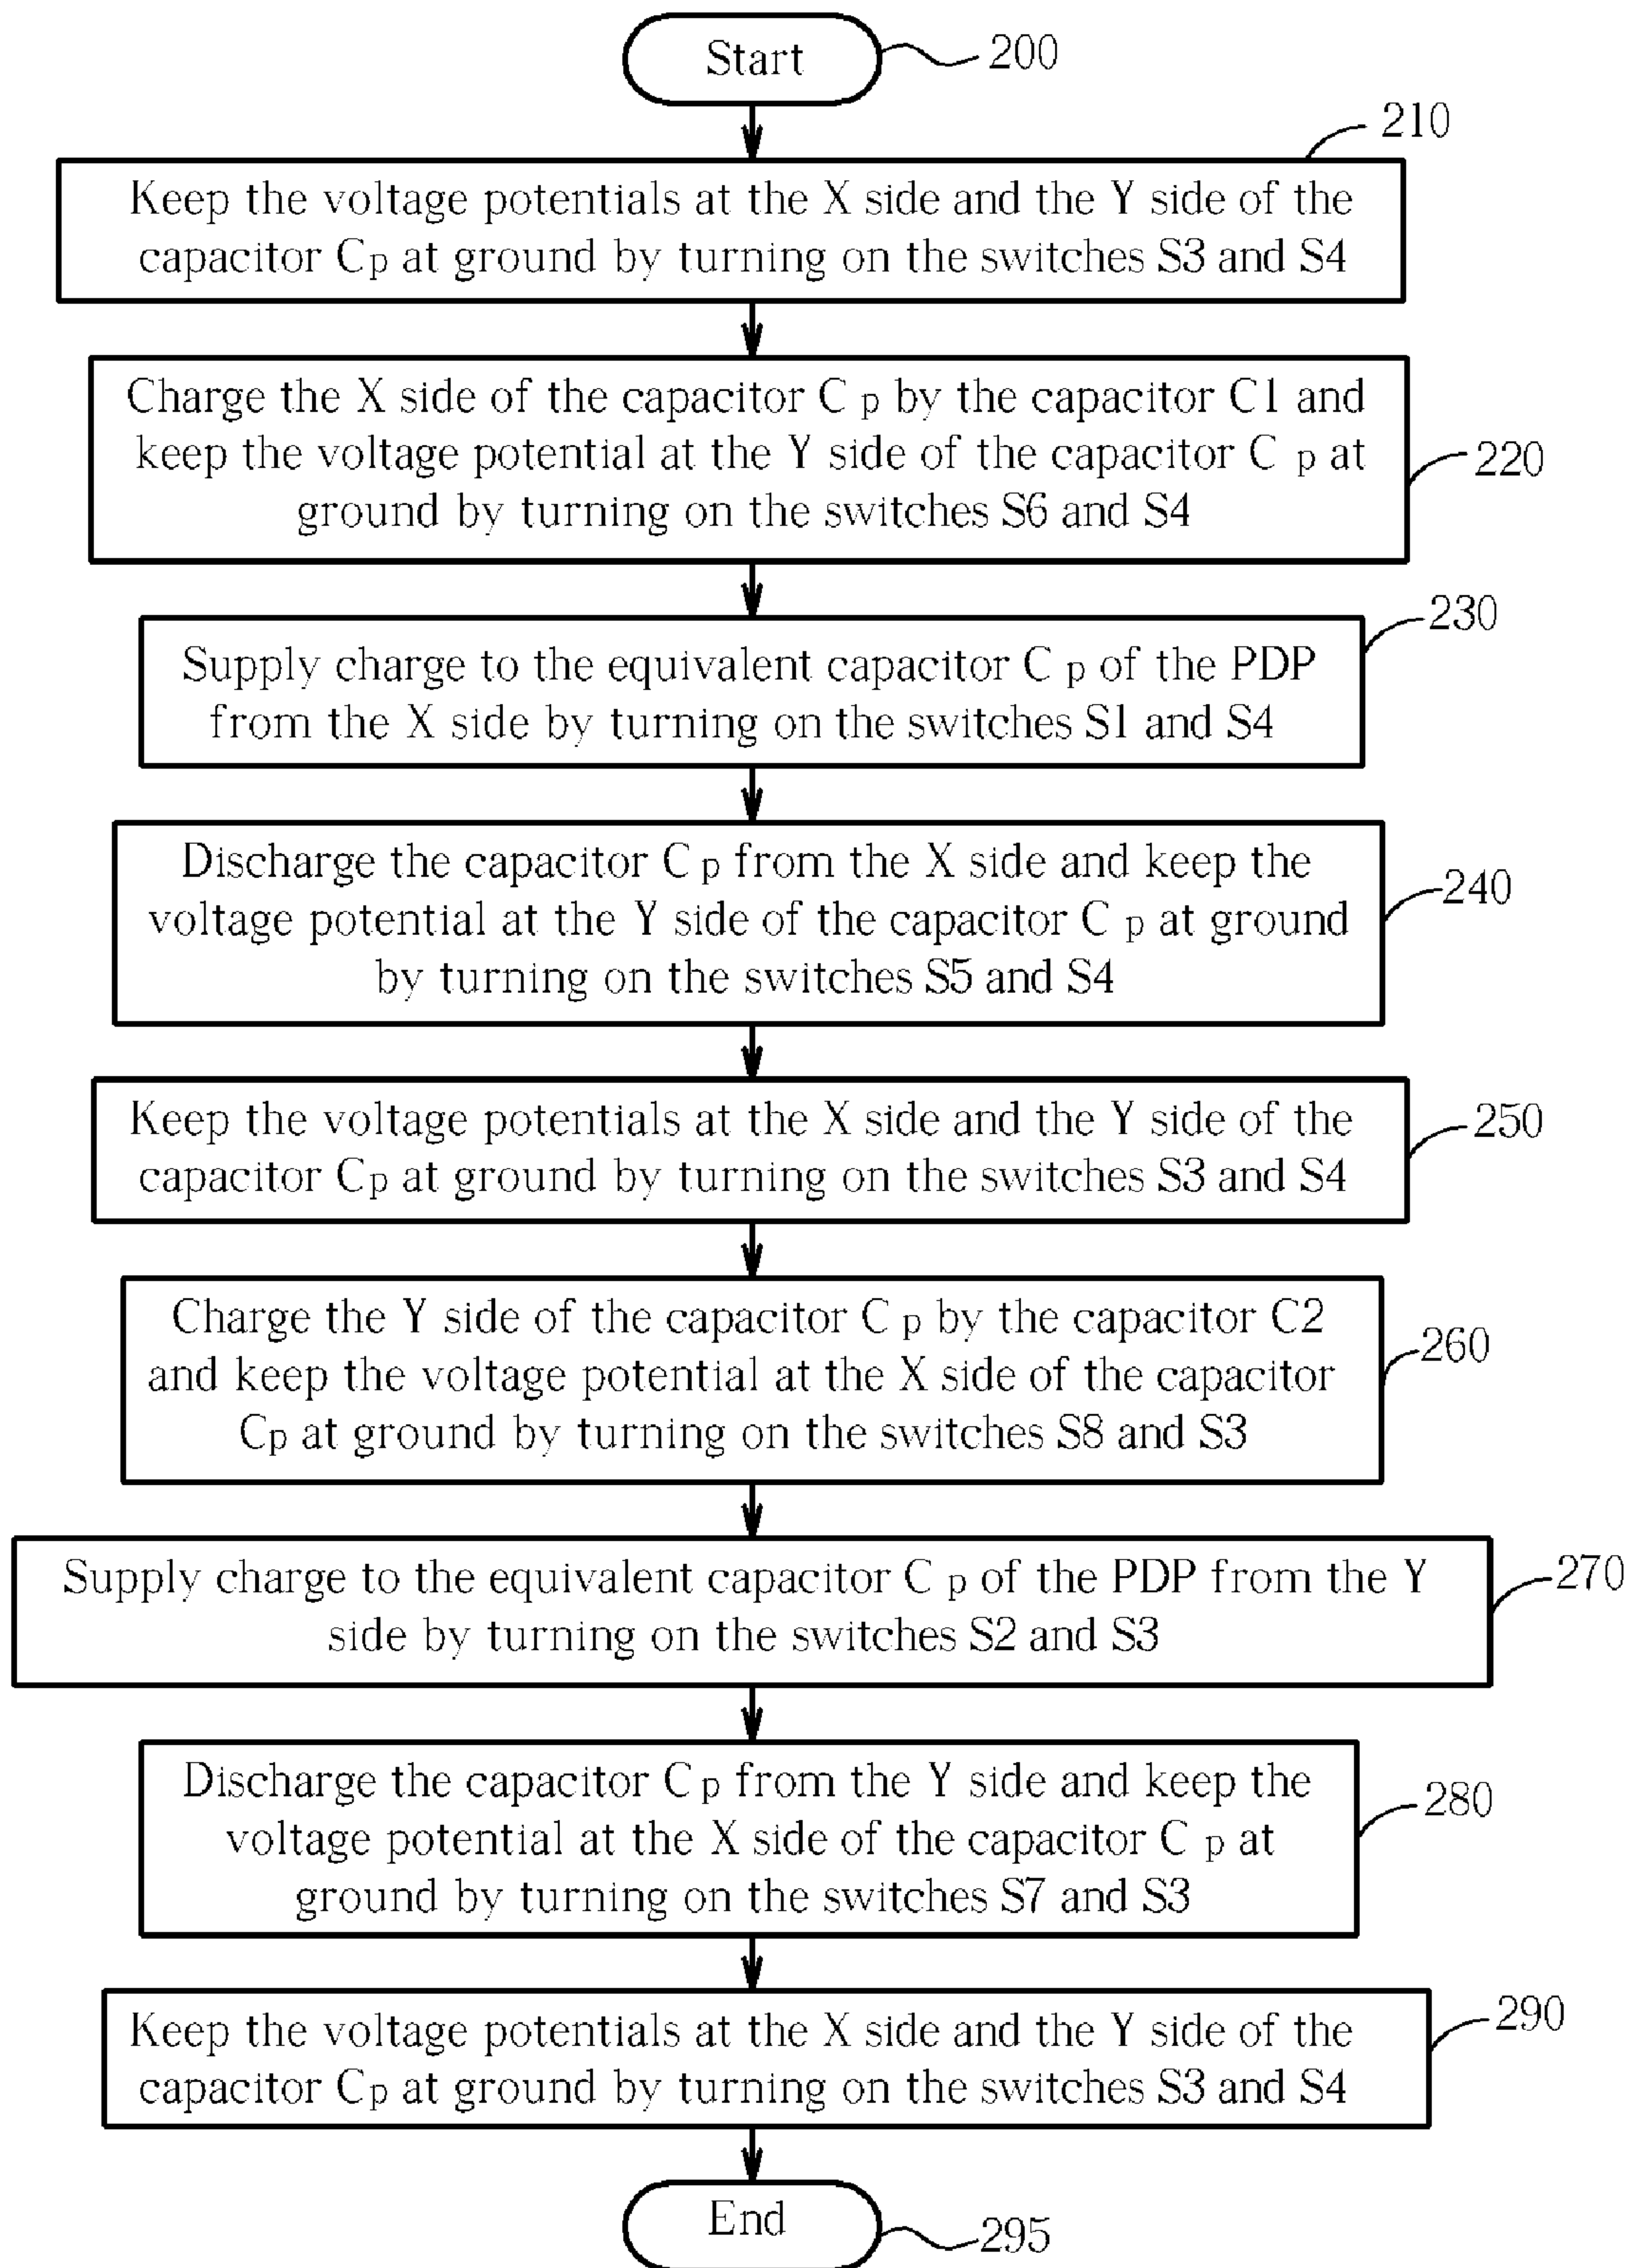 Start
200
210
Keep the voltage potentials at the X side and the Y side of the
capacitor Cp at ground by turning on the switches S3 and S4
Charge the X side of the capacitor C p by the capacitor C1 and
keep the voltage potential at the Y side of the capacitor C p at
ground by turning on the switches S6 and S4
220
230
Supply charge to the equivalent capacitor C p of the PDP
from the X side by turning on the switches S1 and S4
Discharge the capacitor C p from the X side and keep the
voltage potential at the Y side of the capacitor C p at ground
by turning on the switches S5 and S4
240
Keep the voltage potentials at the X side and the Y side of the
capacitor Cp at ground by turning on the switches S3 and S4
250
Charge the Y side of the capacitor C p by the capacitor C2
and keep the voltage potential at the X side of the capacitor
Cp at ground by turning on the switches S8 and S3
260
Supply charge to the equivalent capacitor C p of the PDP from the Y
side by turning on the switches S2 and S3
270
Discharge the capacitor C p from the Y side and keep the
voltage potential at the X side of the capacitor C p at
ground by turning on the switches S7 and S3
280
Keep the voltage potentials at the X side and the Y side of the
capacitor Cp at ground by turning on the switches S3 and S4
290
End
295